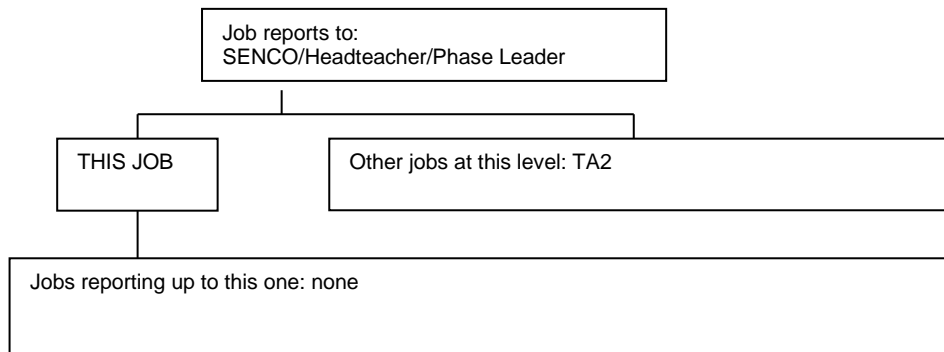 Job reports to:
SENCO/Headteacher/Phase Leader
THIS JOB
Other jobs at this level: TA2
Jobs reporting up to this one: none